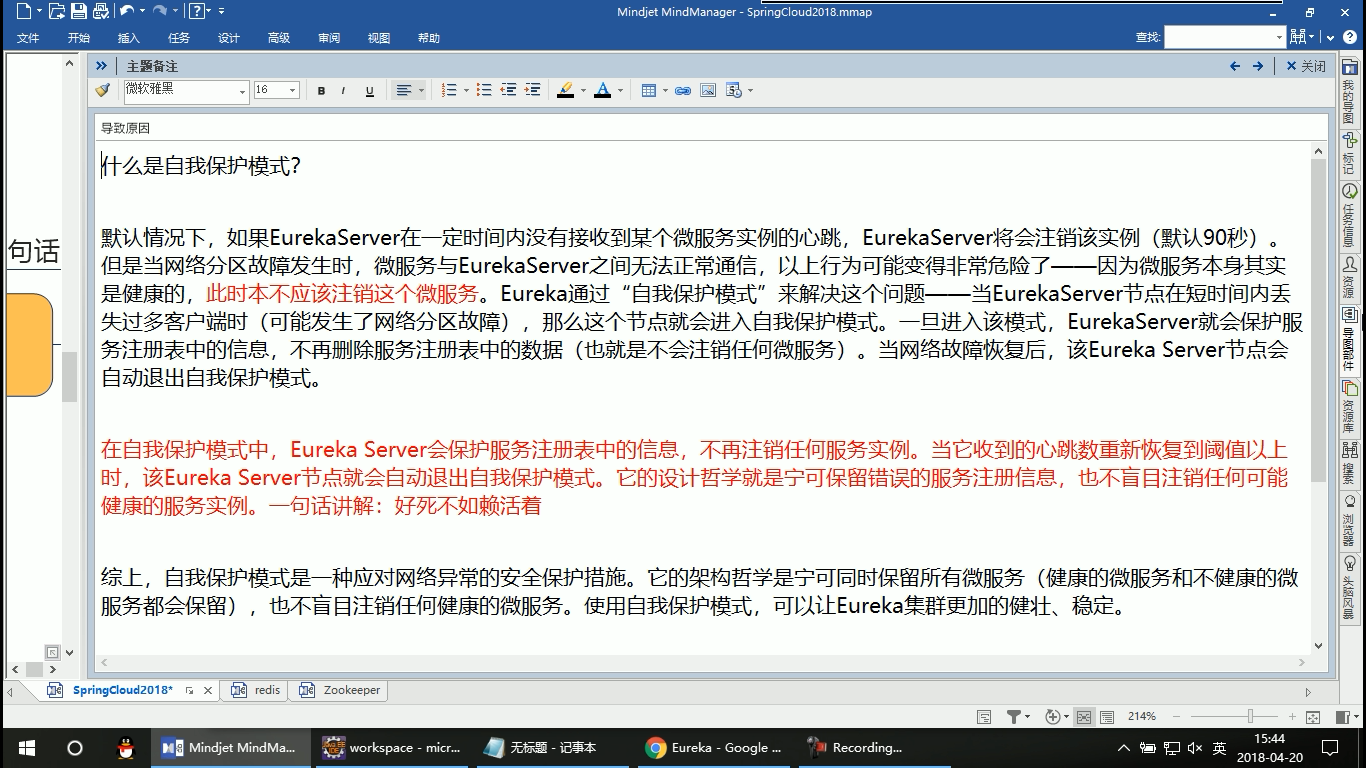 Mindjet MindManager - SpringCloud2018.mmap
文件 开始 插入 任务 设计 高级 审阅 视图 帮助 查找:
主题备注 关闭
微软雅黑 16 B I U
导致原因
什么是自我保护模式?
默认情况下，如果EurekaServer在一定时间内没有接收到某个微服务实例的心跳，EurekaServer将会注销该实例（默认90秒）。
但是当网络分区故障发生时，微服务与EurekaServer之间无法正常通信，以上行为可能变得非常危险了——因为微服务本身其实
是健康的，此时本不应该注销这个微服务。Eureka通过“自我保护模式”来解决这个问题——当EurekaServer节点在短时间内丢
失过多客户端时（可能发生了网络分区故障），那么这个节点就会进入自我保护模式。一旦进入该模式，EurekaServer就会保护服
务注册表中的信息，不再删除服务注册表中的数据（也就是不会注销任何微服务）。当网络故障恢复后，该Eureka Server节点会
自动退出自我保护模式。
在自我保护模式中，Eureka Server会保护服务注册表中的信息，不再注销任何服务实例。当它收到的心跳数重新恢复到阈值以上
时，该Eureka Server节点就会自动退出自我保护模式。它的设计哲学就是宁可保留错误的服务注册信息，也不盲目注销任何可能
健康的服务实例。一句话讲解：好死不如赖活着
综上，自我保护模式是一种应对网络异常的安全保护措施。它的架构哲学是宁可同时保留所有微服务（健康的微服务和不健康的微
服务都会保留），也不盲目注销任何健康的微服务。使用自我保护模式，可以让Eureka集群更加的健壮、稳定。
句话
我的导图
标记
任务信息
资源
导图部件
资源库
搜索
浏览器
头脑风暴
SpringCloud2018* redis Zookeeper
214%
Mindjet MindMa... workspace - micr... 无标题 - 记事本 Eureka - Google ... Recording... 英 15:44
2018-04-20